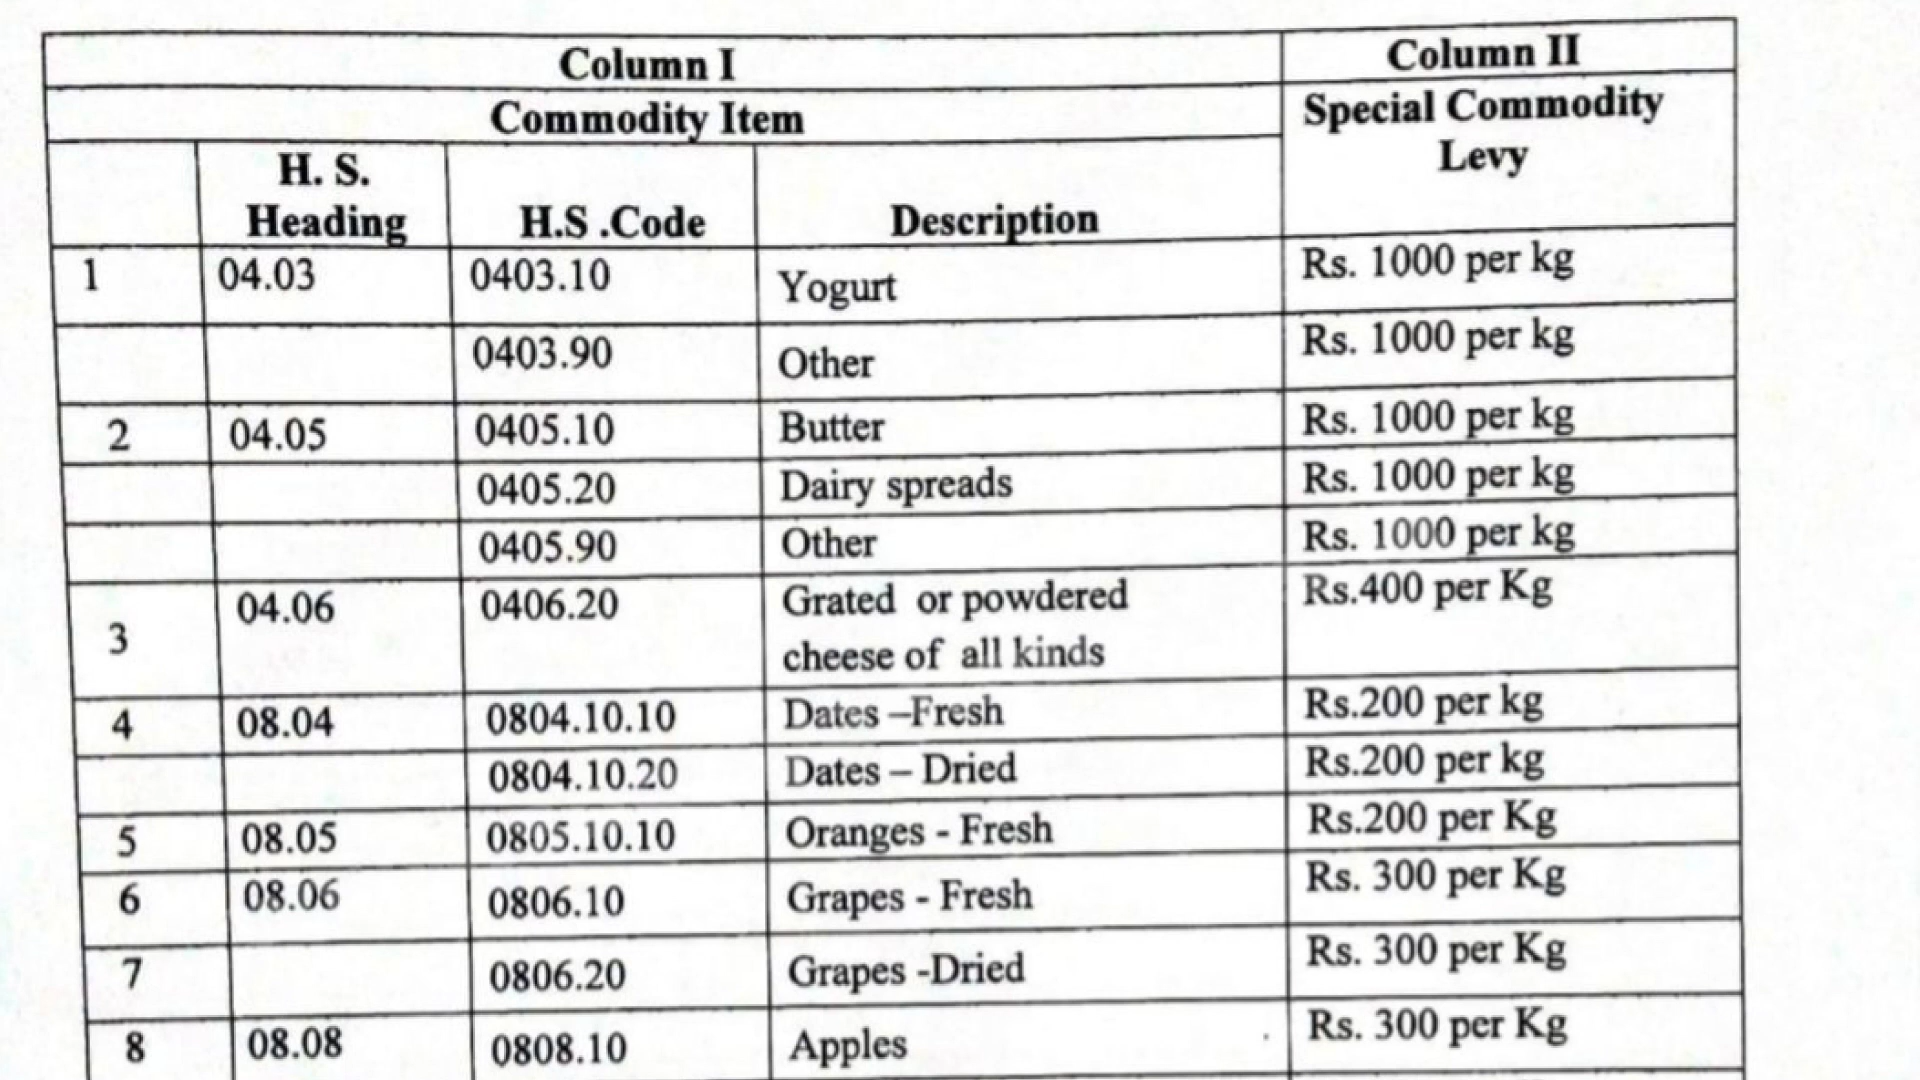 Column I Column II
Commodity Item Special Commodity
Levy
H. S.
Heading H.S .Code Description
1 04.03 0403.10 Yogurt Rs. 1000 per kg
0403.90 Other Rs. 1000 per kg
2 04.05 0405.10 Butter Rs. 1000 per kg
0405.20 Dairy spreads Rs. 1000 per kg
0405.90 Other Rs. 1000 per kg
3 04.06 0406.20 Grated or powdered Rs.400 per Kg
cheese of all kinds
4 08.04 0804.10.10 Dates –Fresh Rs.200 per kg
0804.10.20 Dates – Dried Rs.200 per kg
5 08.05 0805.10.10 Oranges - Fresh Rs.200 per Kg
6 08.06 0806.10 Grapes - Fresh Rs. 300 per Kg
7 0806.20 Grapes -Dried Rs. 300 per Kg
8 08.08 0808.10 Apples Rs. 300 per Kg